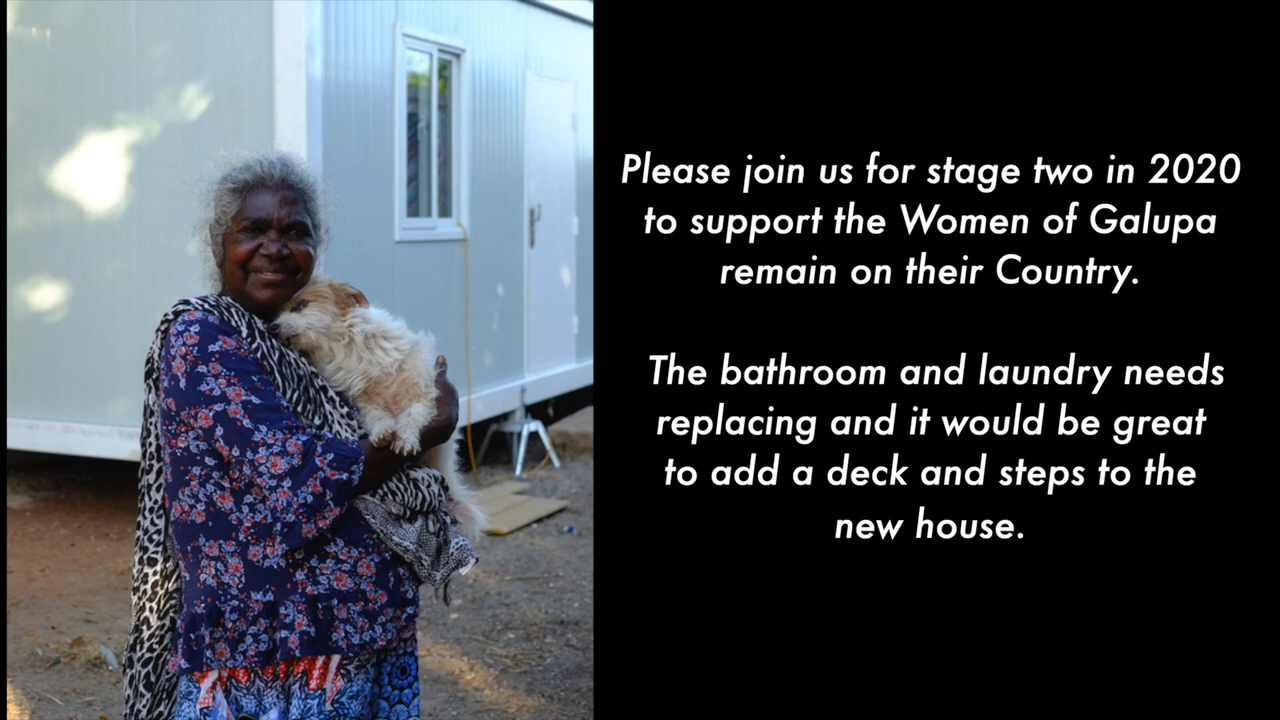 Please join us for stage two in 2020
to support the Women of Galupa
remain on their Country.
The bathroom and laundry needs
replacing and it would be great
to add a deck and steps to the
new house.